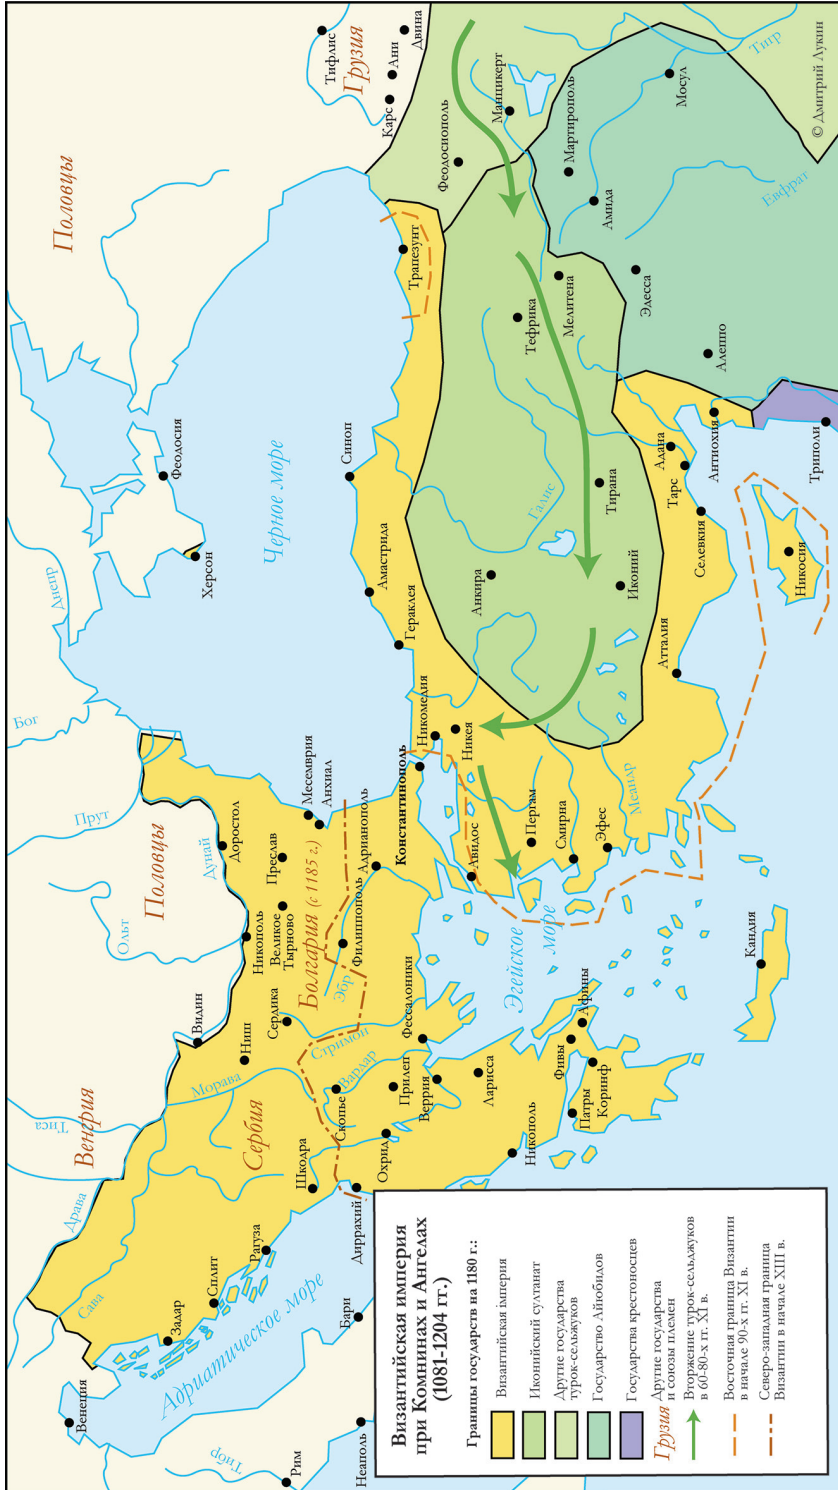 Византийская империя
при Комнинах и Ангелах
(1081-1204 гг.)
Границы государств на 1180 г.:
Византийская империя
Иконийский султанат
Другие государства
турок-сельжуков
Государство Айюбидов
Государства крестоносцев
Грузия
Другие государства
и союзы племен
Вторжение турок-сельжуков
в 60-80-х гг. XI в.
Восточная граница Византии
в начале 90-х гг. XI в.
Северо-западная граница
Византии в начале XIII в.
Венеция
Рим
Тибр
Неаполь
Бари
Адриатическое море
Задар
Сплит
Рагуза
Сава
Драва
Венгрия
Тиса
Морава
Сербия
Шкодра
Диррахий
Охрид
Скопье
Вардар
Прилеп
Веррия
Ларисса
Никополь
Патры
Коринф
Фивы
Афины
Фессалоники
Стримон
Ниш
Сердика
Видин
Ольт
Половцы
Никополь
Великое
Тырново
Преслав
Доростол
Дунай
Прут
Бог
Болгария (с 1185 г.)
Эбр
Филиппополь
Адрианополь
Месемврия
Анхиал
Константинополь
Эгейское
море
Авидос
Пергам
Смирна
Эфес
Меандр
Кандия
Никомедия
Никея
Гераклея
Амастрида
Синоп
Черное море
Днепр
Херсон
Феодосия
Половцы
Анкира
Галис
Иконий
Тирана
Атталия
Селевкия
Тарс
Адана
Антиохия
Никосия
Триполи
Алеппо
Эдесса
Тефрика
Мелитена
Трапезунт
Феодосиополь
Манцикерт
Мартирополь
Амида
Мосул
Евфрат
Тигр
Тифлис
Грузия
Карс
Ани
Двина
© Дмитрий Лукин